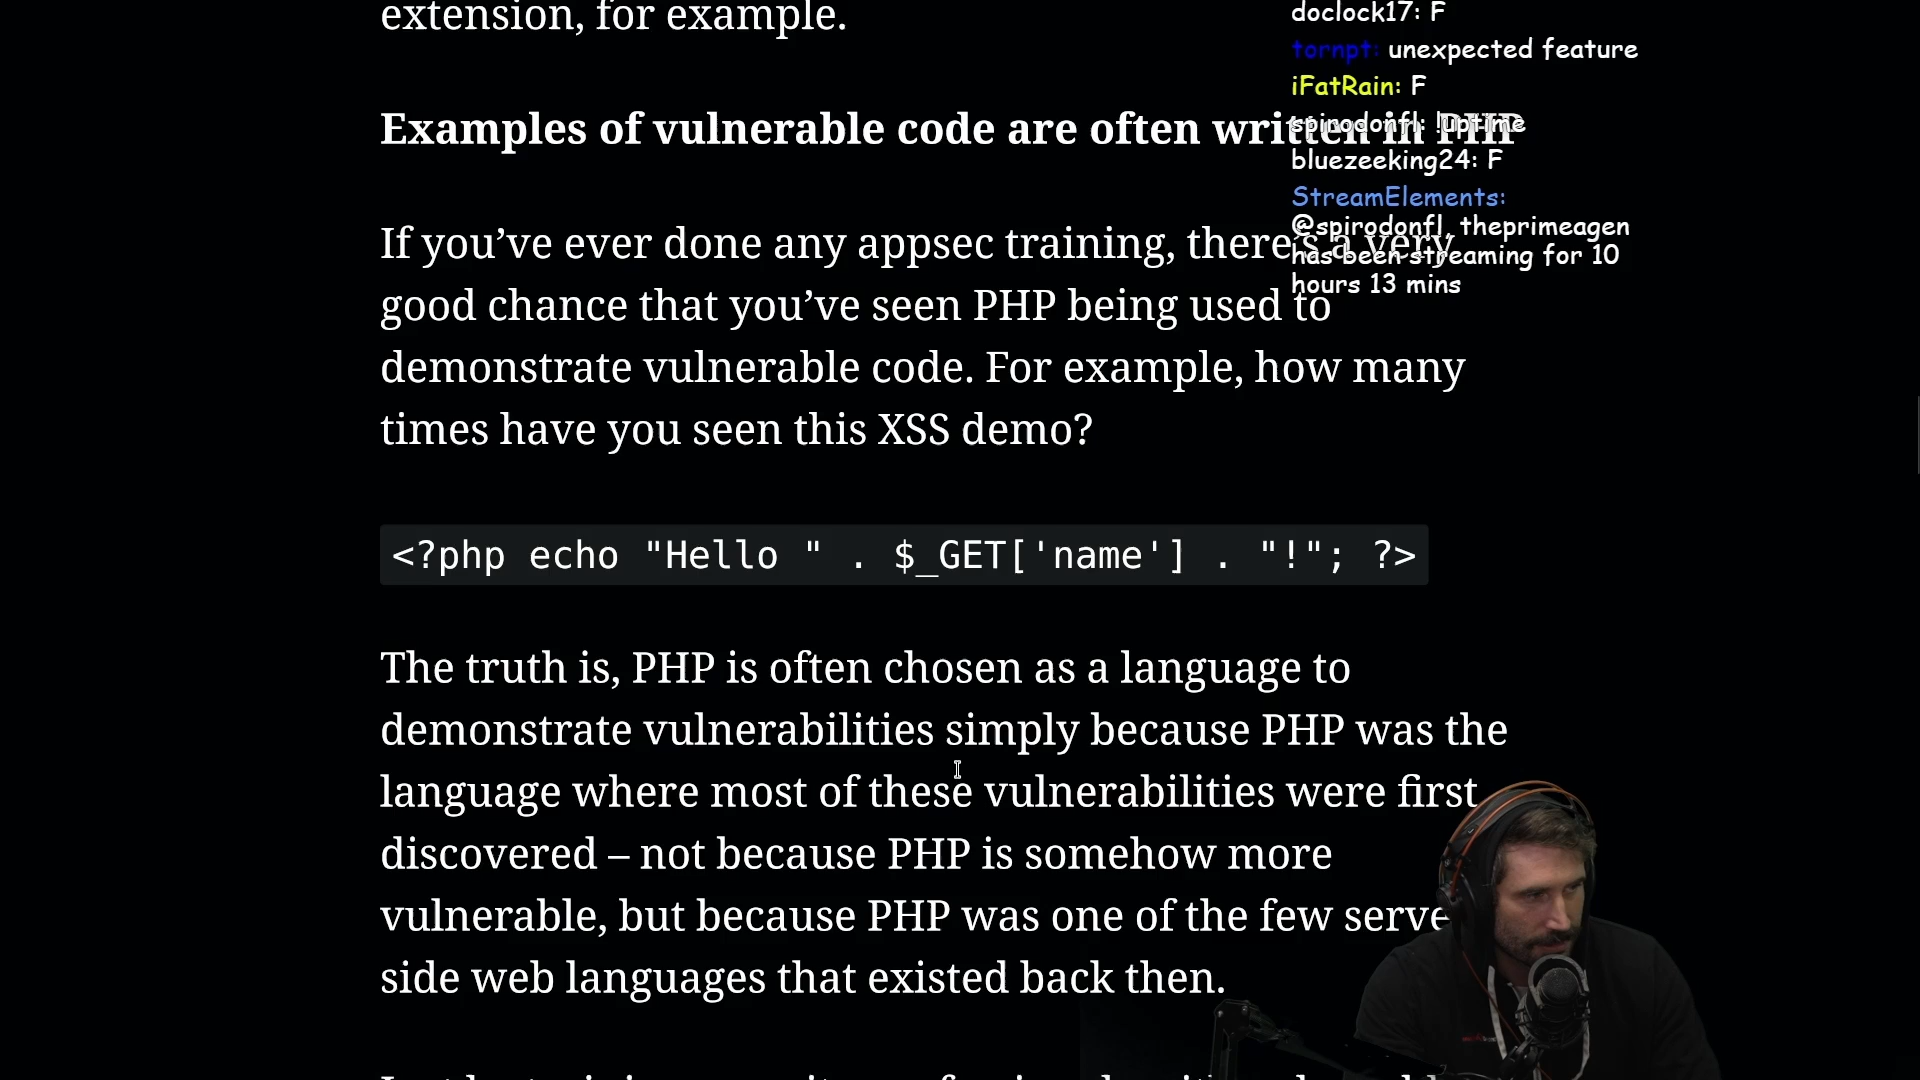 extension, for example.
doclock17: F
tornpt: unexpected feature
iFatRain: F
spirodonfl: !uptime
bluezeeking24: F
StreamElements:
@spirodonfl, theprimeagen
has been streaming for 10
hours 13 mins
Examples of vulnerable code are often written in PHP
If you’ve ever done any appsec training, there’s a very
good chance that you’ve seen PHP being used to
demonstrate vulnerable code. For example, how many
times have you seen this XSS demo?
<?php echo "Hello " . $_GET['name'] . "!"; ?>
The truth is, PHP is often chosen as a language to
demonstrate vulnerabilities simply because PHP was the
language where most of these vulnerabilities were first
discovered – not because PHP is somehow more
vulnerable, but because PHP was one of the few serve
side web languages that existed back then.